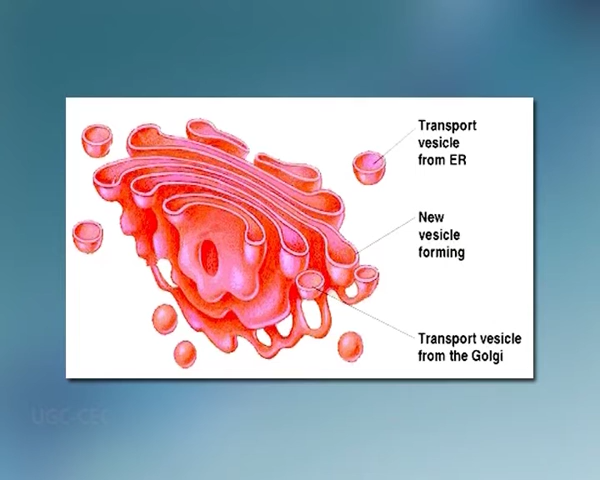 Transport
vesicle
from ER
New
vesicle
forming
Transport vesicle
from the Golgi
UGC-CEC